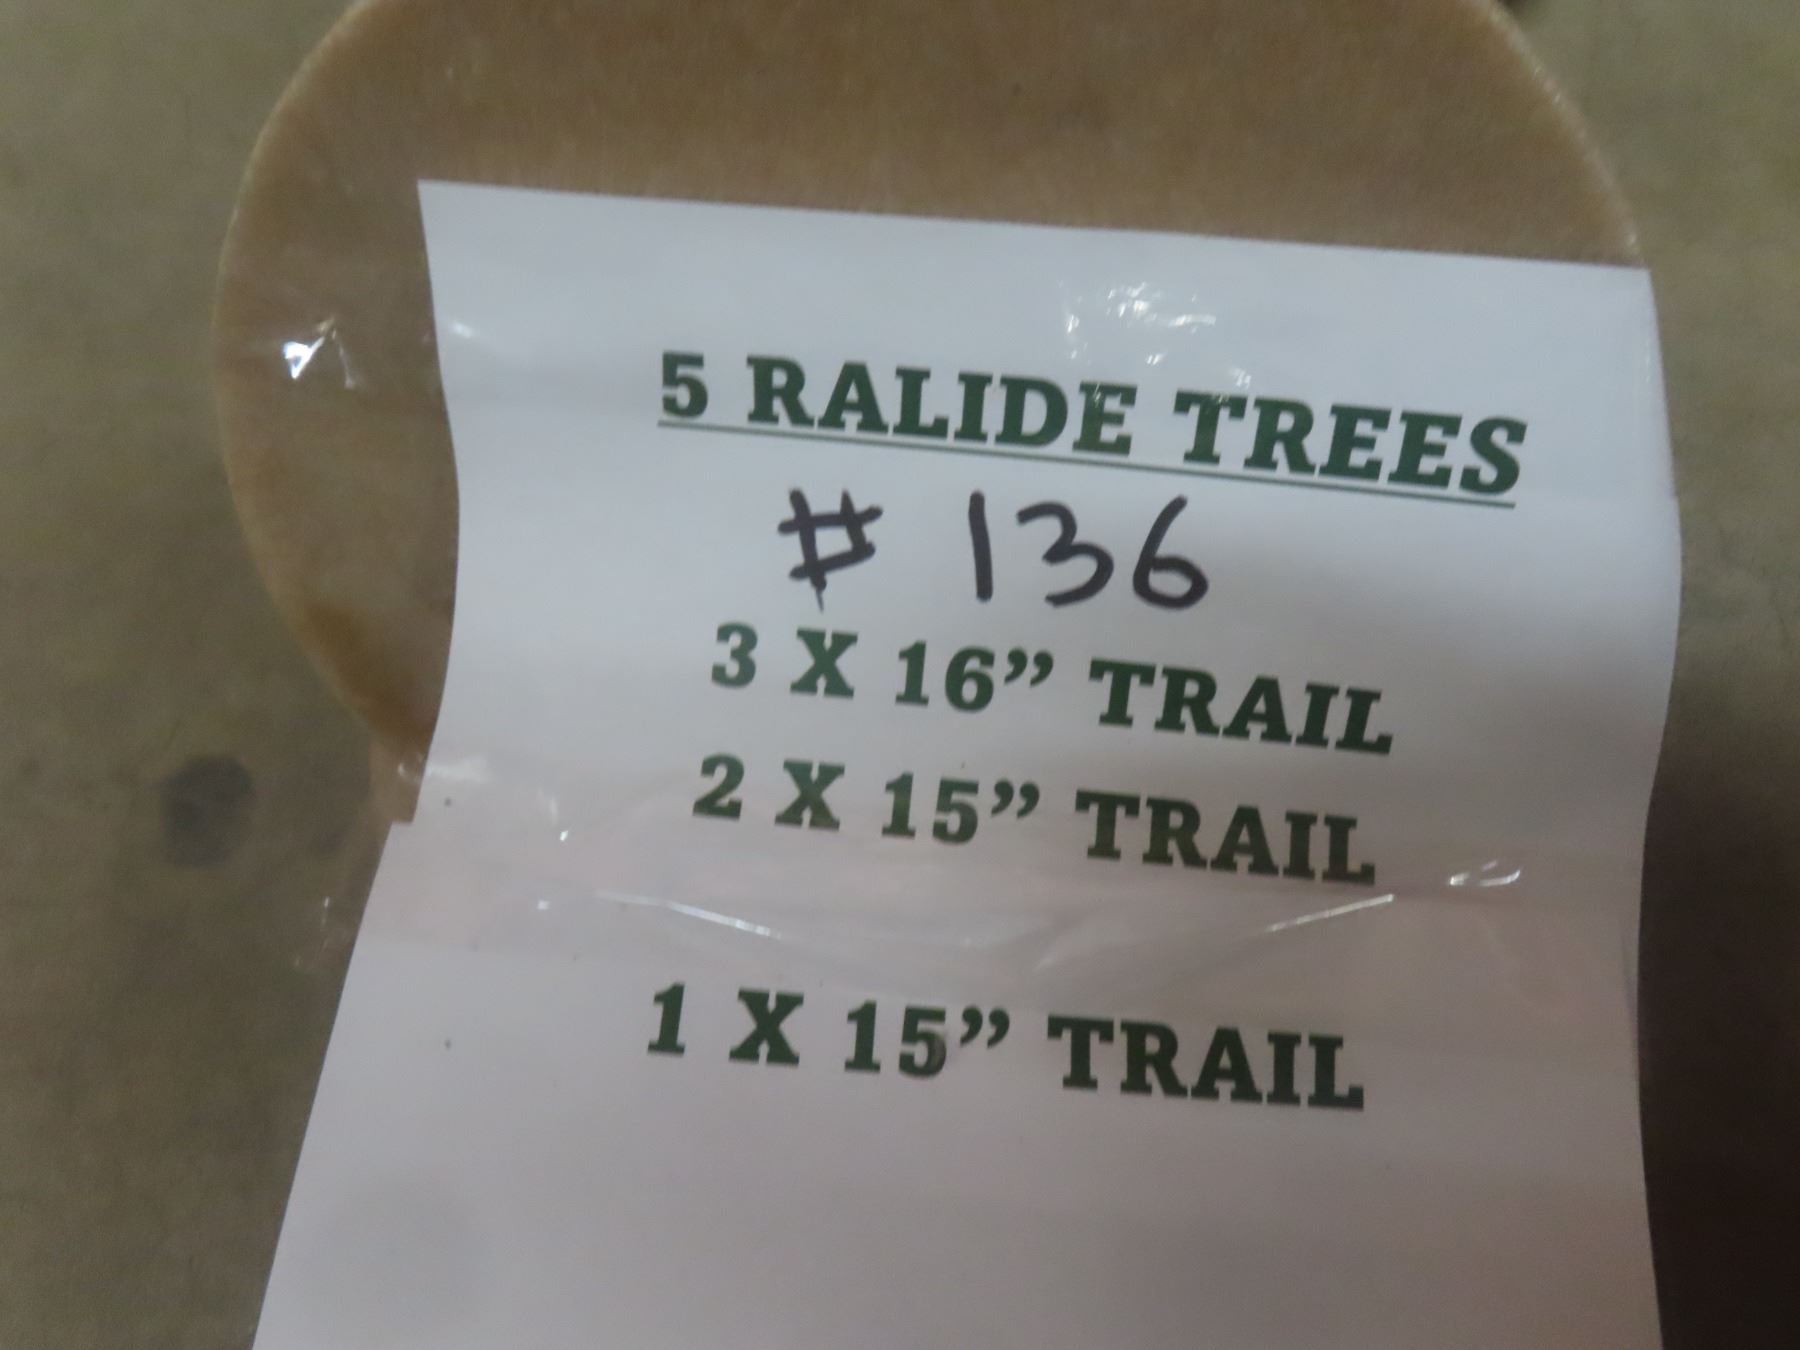 5 RALIDE TREES
# 136
3 X 16” TRAIL
2 X 15” TRAIL
1 X 15” TRAIL